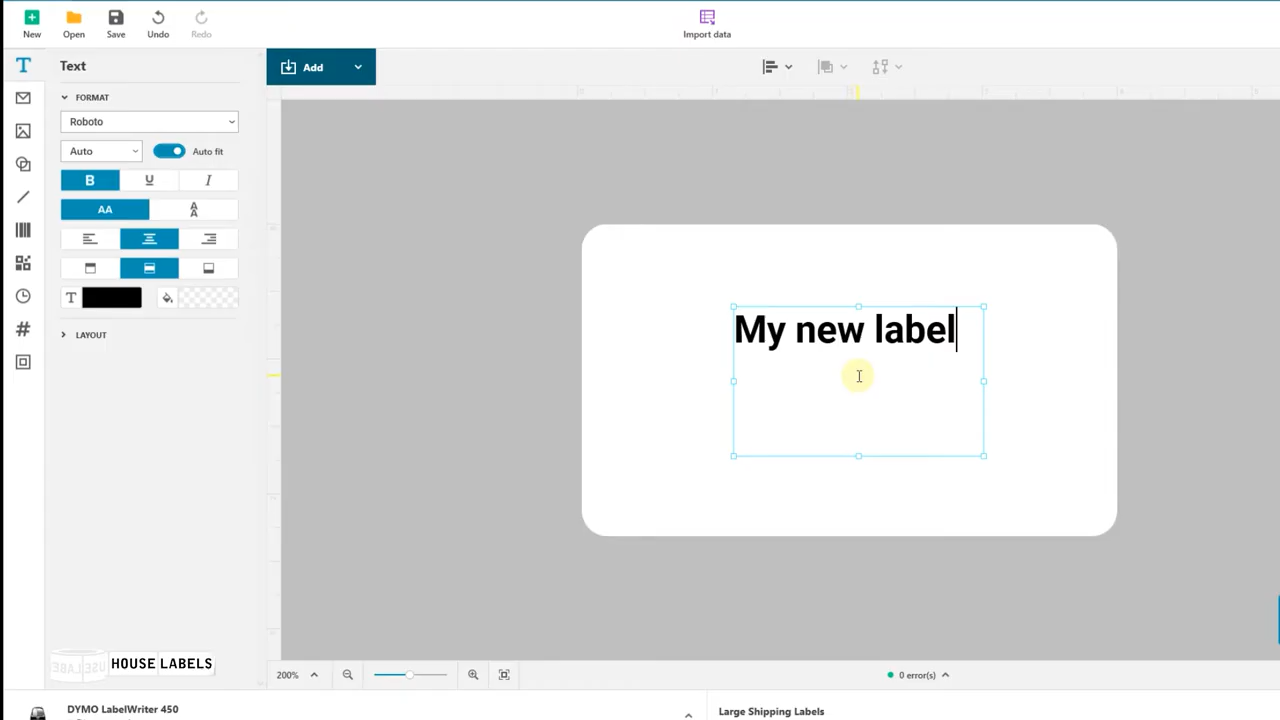 New Open Save Undo Redo Import data
Text
Add
FORMAT
Roboto
Auto Auto fit
B U I
AA A A
T
LAYOUT
My new label
HOUSE LABELS
200% 0 error(s)
DYMO LabelWriter 450
Large Shipping Labels